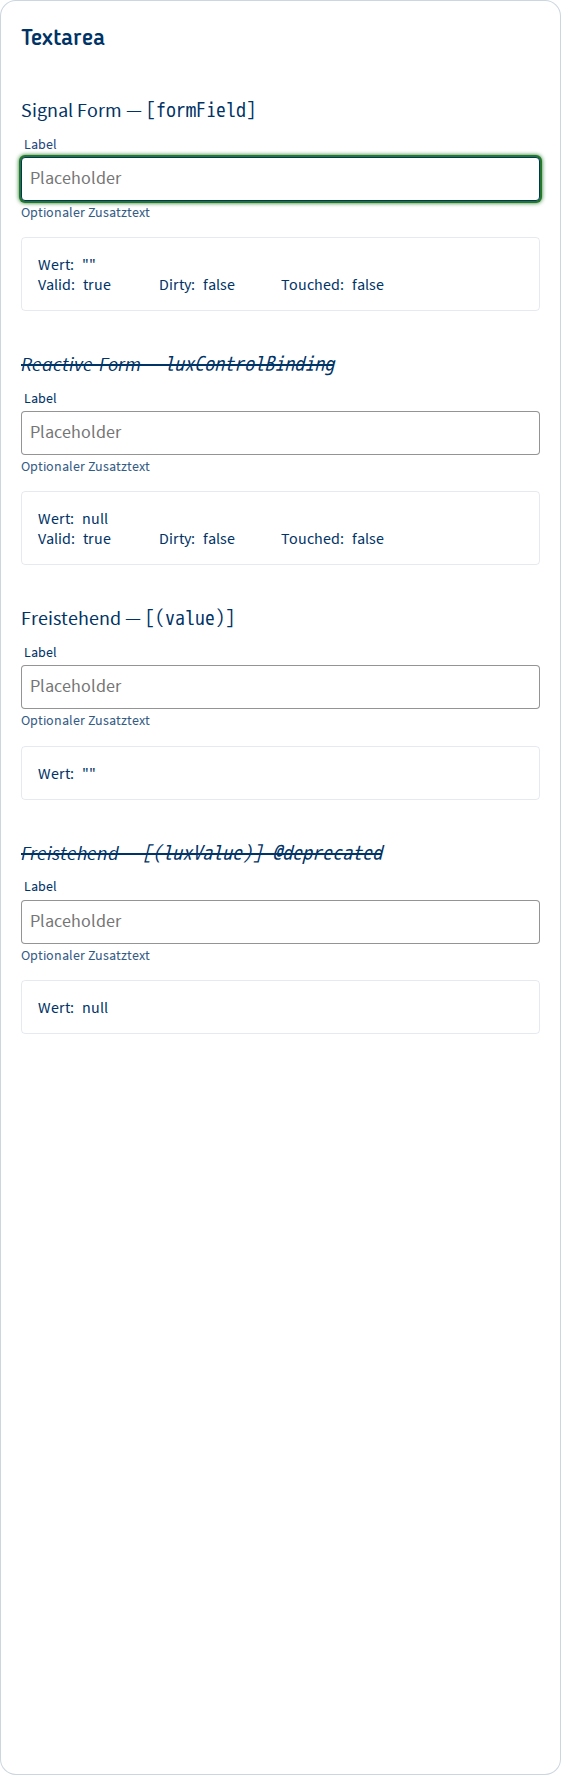 Textarea
Signal Form — [formField]
Label
Placeholder
Optionaler Zusatztext
Wert: ""
Valid: true Dirty: false Touched: false
Reactive Form — luxControlBinding
Label
Placeholder
Optionaler Zusatztext
Wert: null
Valid: true Dirty: false Touched: false
Freistehend — [(value)]
Label
Placeholder
Optionaler Zusatztext
Wert: ""
Freistehend — [(luxValue)] @deprecated
Label
Placeholder
Optionaler Zusatztext
Wert: null